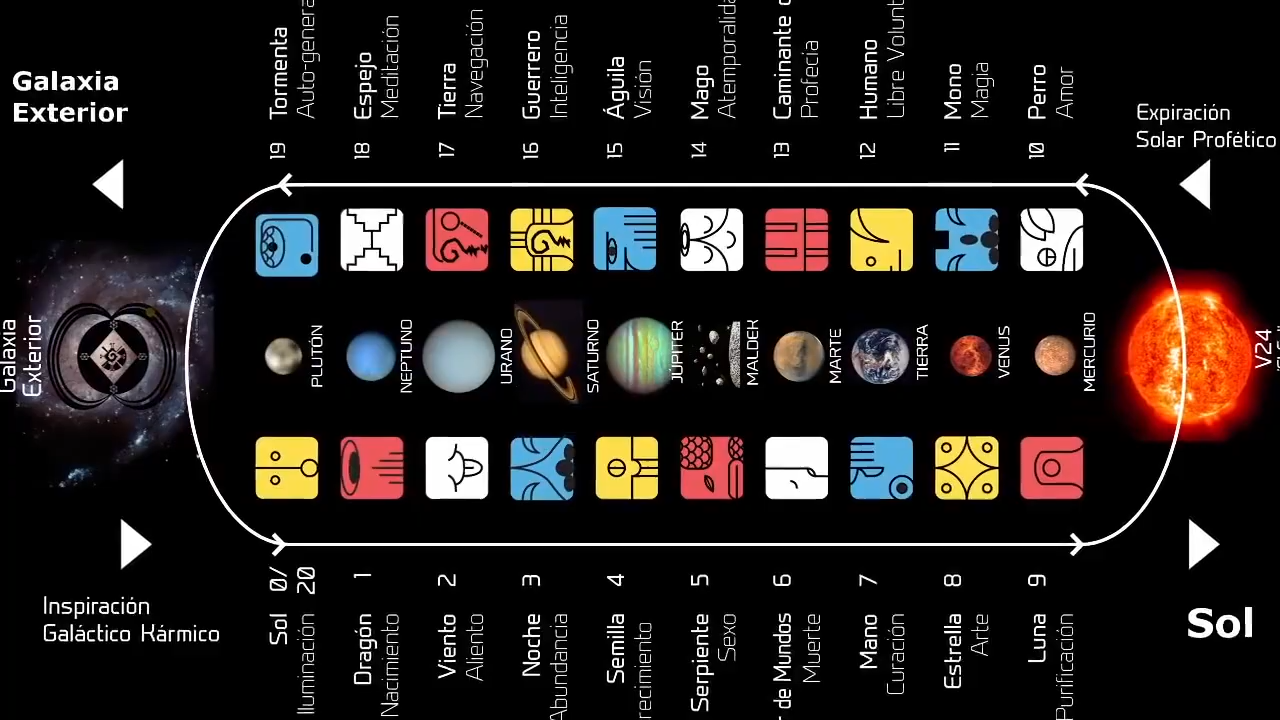 Galaxia
Exterior
19 Tormenta
18 Espejo
Meditación
17 Tierra
Navegación
16 Guerrero
Inteligencia
15 Águila
Visión
14 Mago
13 Caminante
Profecía
12 Humano
Libre
11 Mono
Magia
10 Perro
Amor
Expiración
Solar Profético
Galaxia
Exterior
PLUTÓN
NEPTUNO
URANO
SATURNO
JÚPITER
MALDEK
MARTE
TIERRA
VENUS
MERCURIO
V24
Inspiración
Galáctico Kármico
Sol 0/
Iluminación 20
Dragón 1
Nacimiento
Viento 2
Aliento
Noche 3
Abundancia
Semilla 4
Serpiente 5
Sexo
de Mundos 6
Muerte
Mano 7
Curación
Estrella 8
Arte
Luna 9
Purificación
Sol